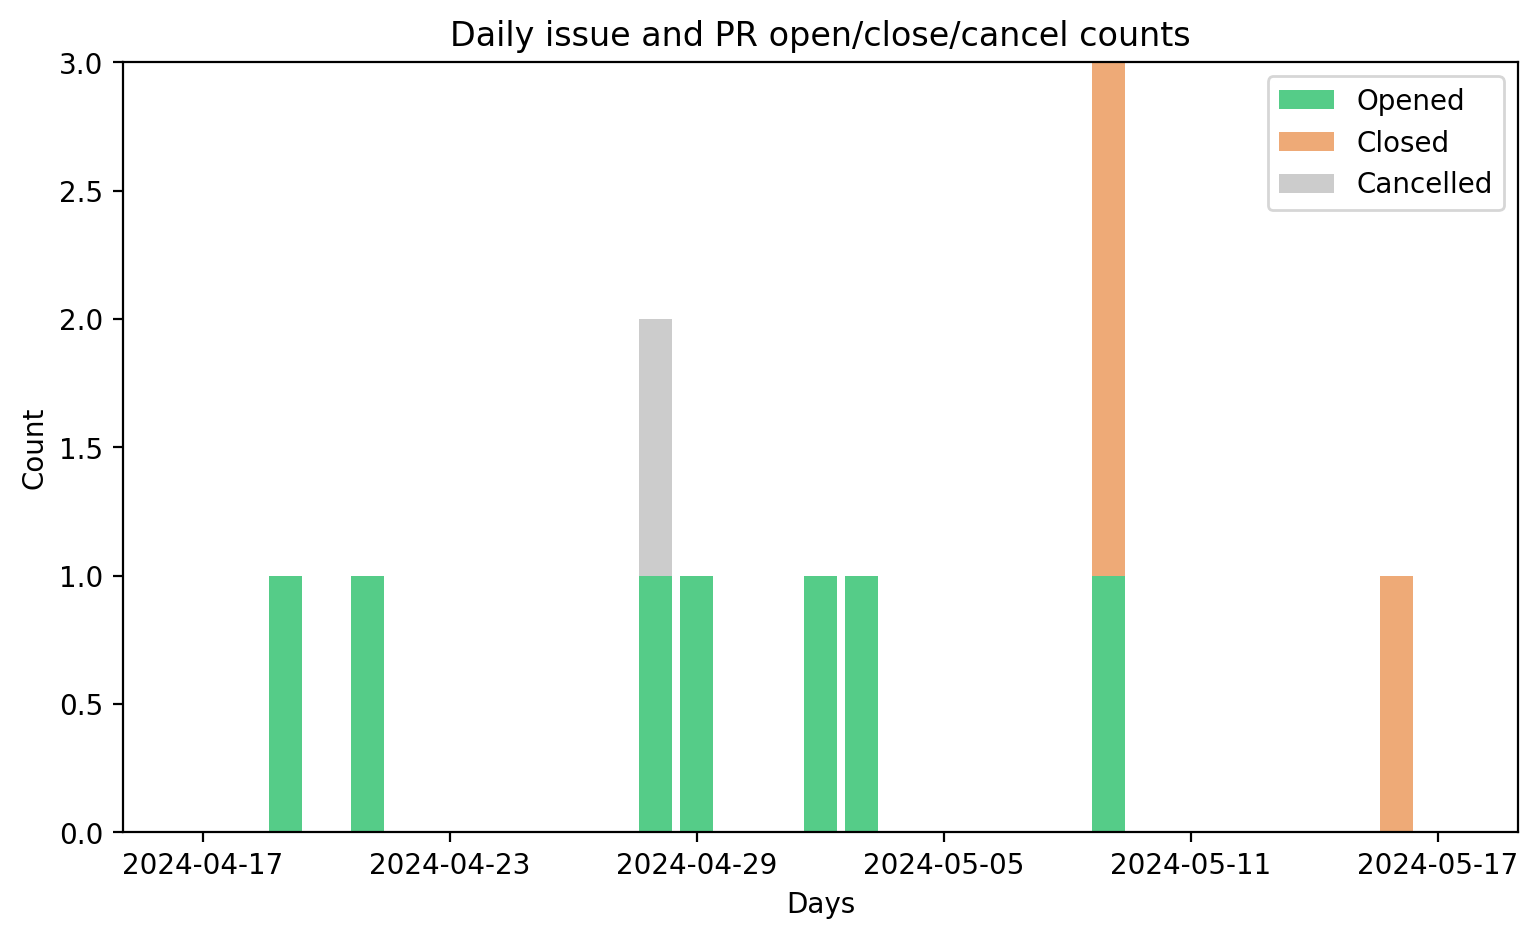 Daily issue and PR open/close/cancel counts
3.0
2.5
2.0
1.5
1.0
0.5
0.0
Count
Opened
Closed
Cancelled
2024-04-17
2024-04-23
2024-04-29
2024-05-05
2024-05-11
2024-05-17
Days